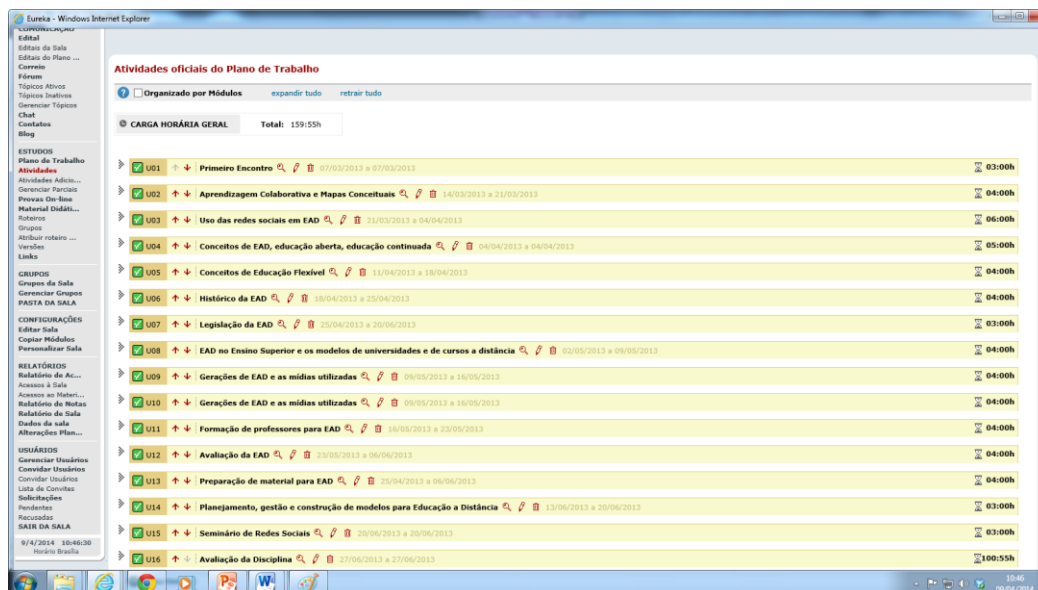 Eureka - Windows Internet Explorer
COMUNICAÇÃO
Edital
Editais da Sala
Editais do Plano ...
Correio
Fórum
Tópicos Ativos
Tópicos Inativos
Gerenciar Tópicos
Chat
Contatos
Blog
ESTUDOS
Plano de Trabalho
Atividades
Atividades Adicio...
Gerenciar Parciais
Provas On-line
Material Didáti...
Roteiros
Grupos
Atribuir roteiro ...
Versões
Links
GRUPOS
Grupos da Sala
Gerenciar Grupos
PASTA DA SALA
CONFIGURAÇÕES
Editar Sala
Copiar Módulos
Personalizar Sala
RELATÓRIOS
Relatório de Ac...
Acessos à Sala
Acessos ao Materi...
Relatório de Notas
Relatório de Sala
Dados da sala
Alterações Plan...
USUÁRIOS
Gerenciar Usuários
Convidar Usuários
Convidar Usuários
Lista de Convites
Solicitações
Pendentes
Recusadas
SAIR DA SALA
9/4/2014 10:46:30
Horário Brasília
Atividades oficiais do Plano de Trabalho
Organizado por Módulos expandir tudo retrair tudo
CARGA HORÁRIA GERAL Total: 159:55h
U01 Primeiro Encontro 07/03/2013 a 07/03/2013 03:00h
U02 Aprendizagem Colaborativa e Mapas Conceituais 14/03/2013 a 21/03/2013 04:00h
U03 Uso das redes sociais em EAD 21/03/2013 a 04/04/2013 06:00h
U04 Conceitos de EAD, educação aberta, educação continuada 04/04/2013 a 04/04/2013 05:00h
U05 Conceitos de Educação Flexível 11/04/2013 a 18/04/2013 04:00h
U06 Histórico da EAD 18/04/2013 a 25/04/2013 04:00h
U07 Legislação da EAD 25/04/2013 a 20/06/2013 03:00h
U08 EAD no Ensino Superior e os modelos de universidades e de cursos a distância 02/05/2013 a 09/05/2013 04:00h
U09 Gerações de EAD e as mídias utilizadas 09/05/2013 a 16/05/2013 04:00h
U10 Gerações de EAD e as mídias utilizadas 09/05/2013 a 16/05/2013 04:00h
U11 Formação de professores para EAD 16/05/2013 a 23/05/2013 04:00h
U12 Avaliação da EAD 23/05/2013 a 06/06/2013 04:00h
U13 Preparação de material para EAD 25/04/2013 a 06/06/2013 04:00h
U14 Planejamento, gestão e construção de modelos para Educação a Distância 13/06/2013 a 20/06/2013 03:00h
U15 Seminário de Redes Sociais 20/06/2013 a 20/06/2013 03:00h
U16 Avaliação da Disciplina 27/06/2013 a 27/06/2013 100:55h
10:46
09/04/2014